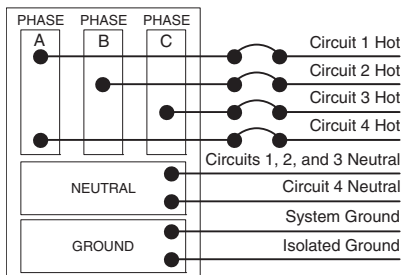 PHASE PHASE PHASE
A B C
Circuit 1 Hot
Circuit 2 Hot
Circuit 3 Hot
Circuit 4 Hot
Circuits 1, 2, and 3 Neutral
NEUTRAL
Circuit 4 Neutral
System Ground
GROUND
Isolated Ground